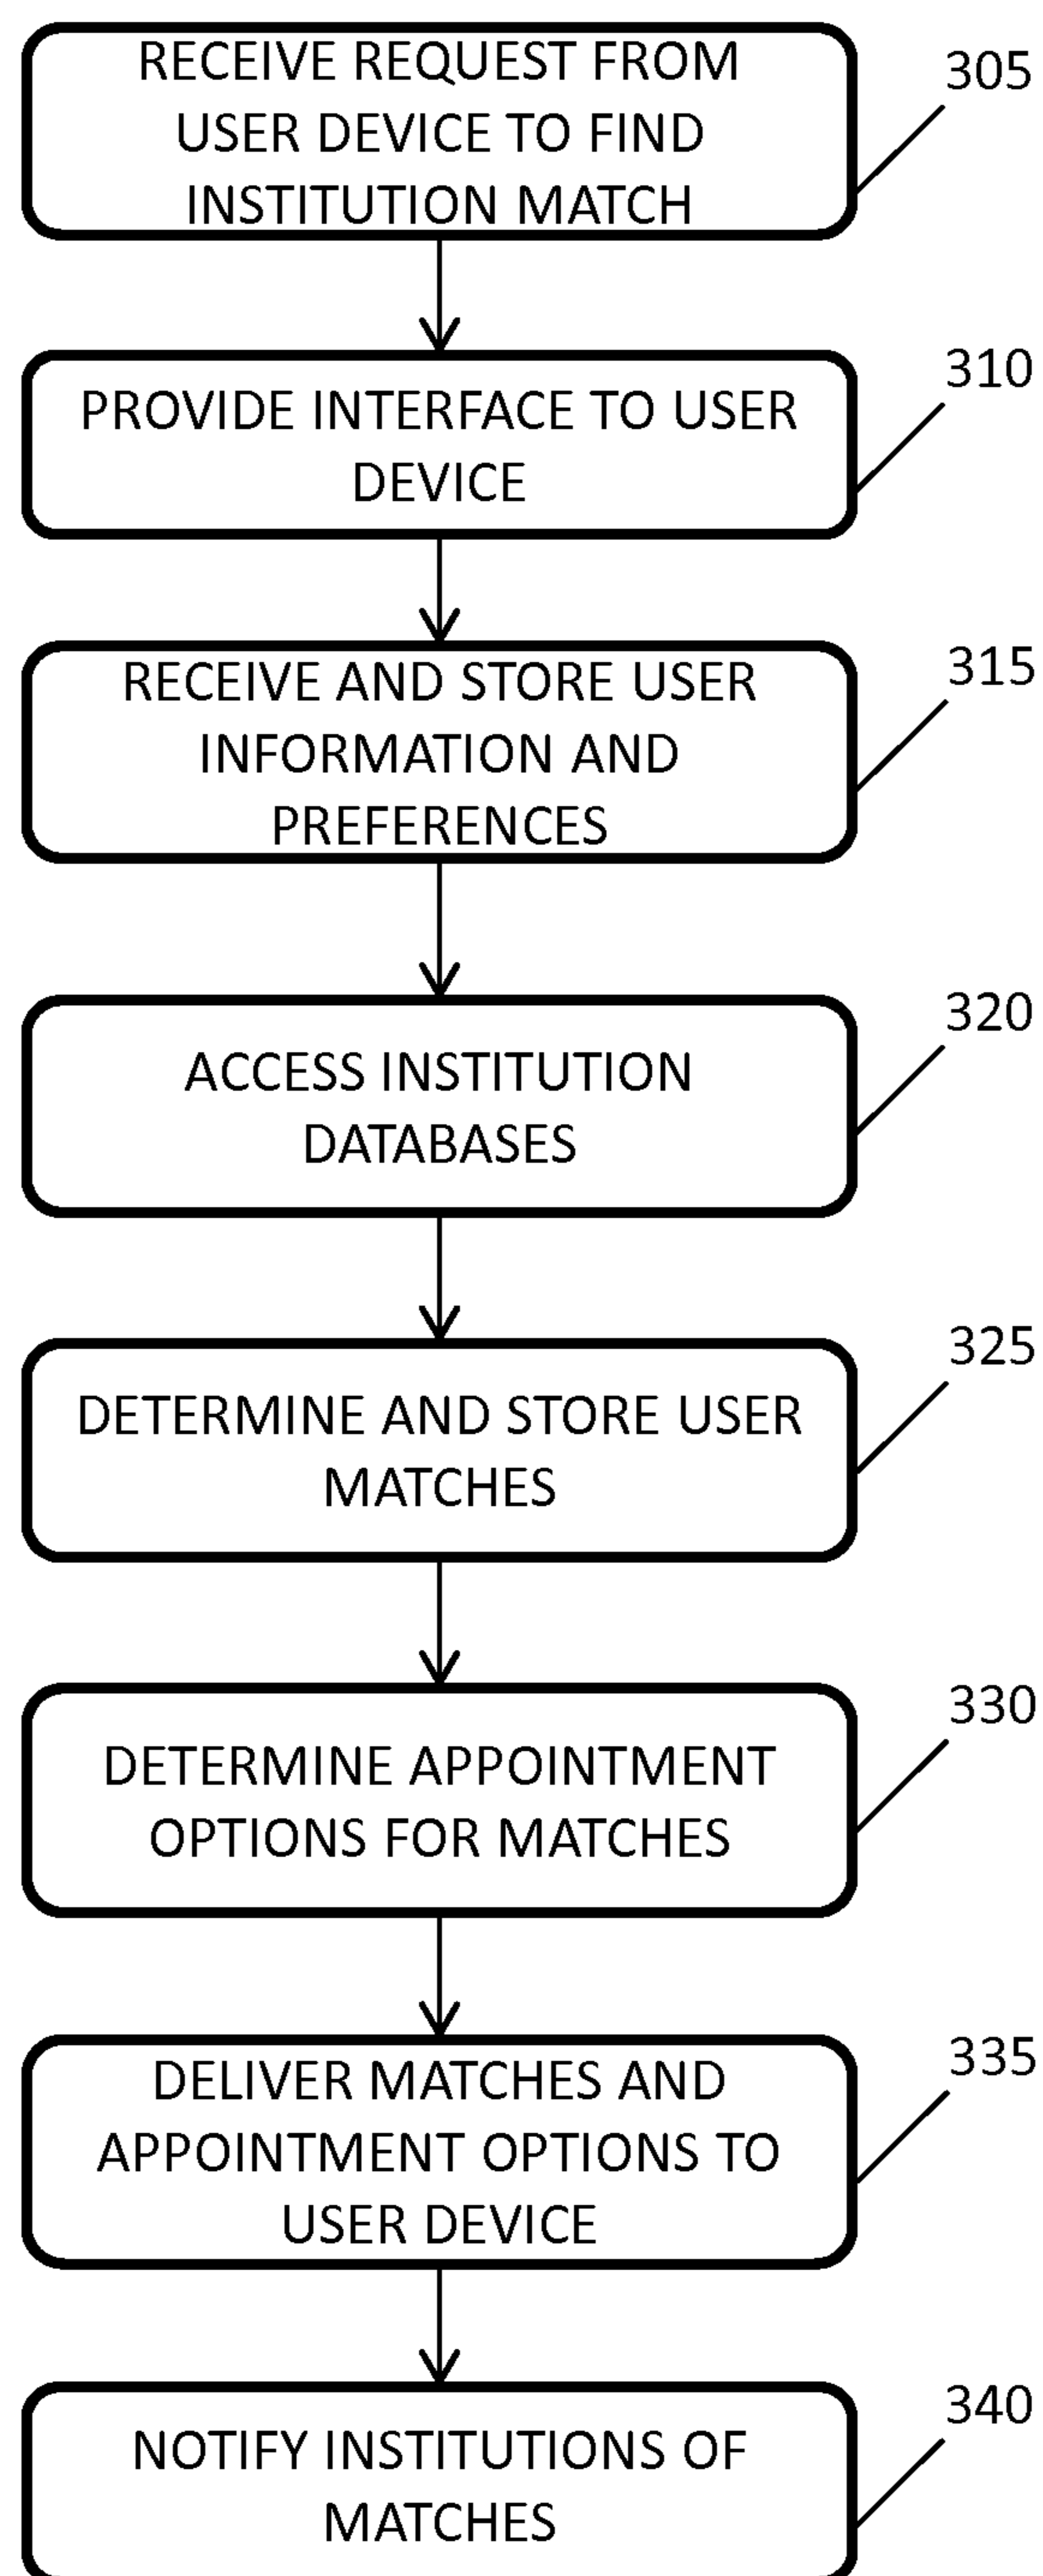 RECEIVE REQUEST FROM
USER DEVICE TO FIND
INSTITUTION MATCH
305
PROVIDE INTERFACE TO USER
DEVICE
310
RECEIVE AND STORE USER
INFORMATION AND
PREFERENCES
315
ACCESS INSTITUTION
DATABASES
320
DETERMINE AND STORE USER
MATCHES
325
DETERMINE APPOINTMENT
OPTIONS FOR MATCHES
330
DELIVER MATCHES AND
APPOINTMENT OPTIONS TO
USER DEVICE
335
NOTIFY INSTITUTIONS OF
MATCHES
340